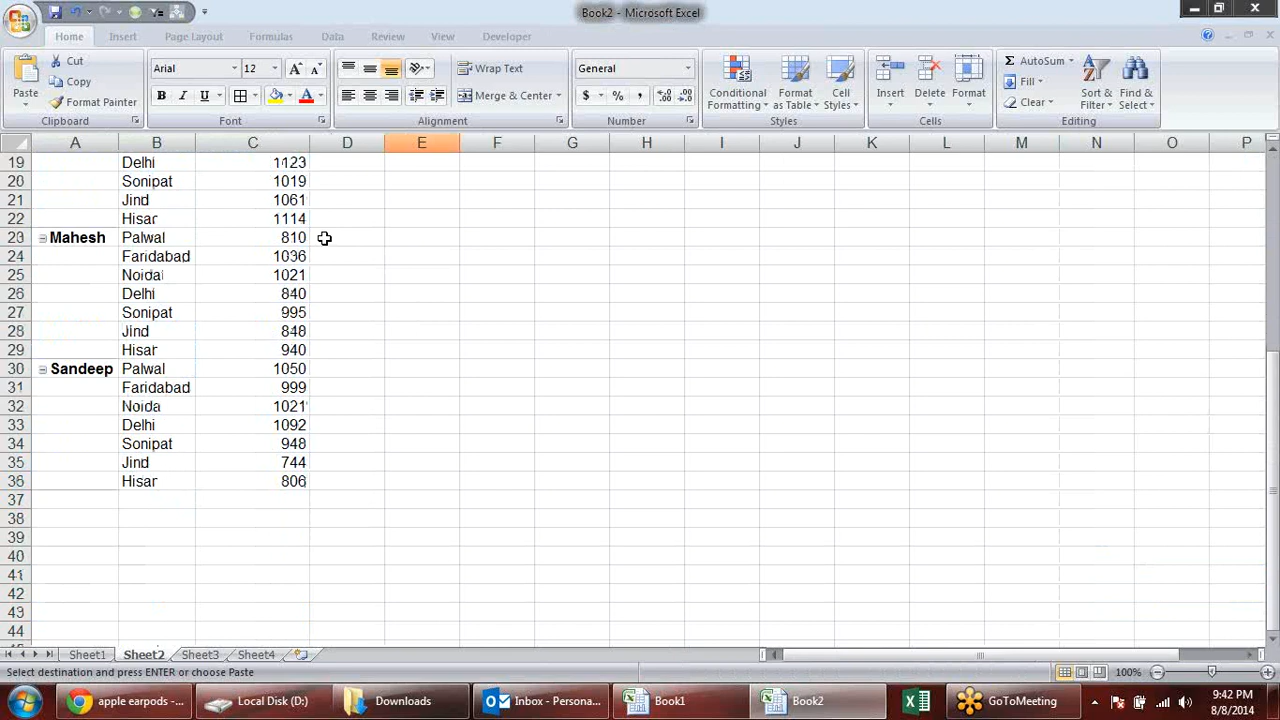 Book2 - Microsoft Excel
Home Insert Page Layout Formulas Data Review View Developer
Paste
Cut
Copy
Format Painter
Clipboard
Arial 12
B I U
Font
Wrap Text
Merge & Center
Alignment
General
$ % ,
Number
Conditional Formatting
Format as Table
Cell Styles
Styles
Insert
Delete
Format
Cells
Σ AutoSum
Fill
Clear
Sort & Filter
Find & Select
Editing
A B C D E F G H I J K L M N O P
19 Delhi 1123
20 Sonipat 1019
21 Jind 1061
22 Hisar 1114
23 Mahesh Palwal 810
24 Faridabad 1036
25 Noida 1021
26 Delhi 840
27 Sonipat 995
28 Jind 848
29 Hisar 940
30 Sandeep Palwal 1050
31 Faridabad 999
32 Noida 1021
33 Delhi 1092
34 Sonipat 948
35 Jind 744
36 Hisar 806
37
38
39
40
41
42
43
44
Sheet1 Sheet2 Sheet3 Sheet4
Select destination and press ENTER or choose Paste
100%
apple earpods -... Local Disk (D:) Downloads Inbox - Persona... Book1 Book2 GoToMeeting
9:42 PM
8/8/2014